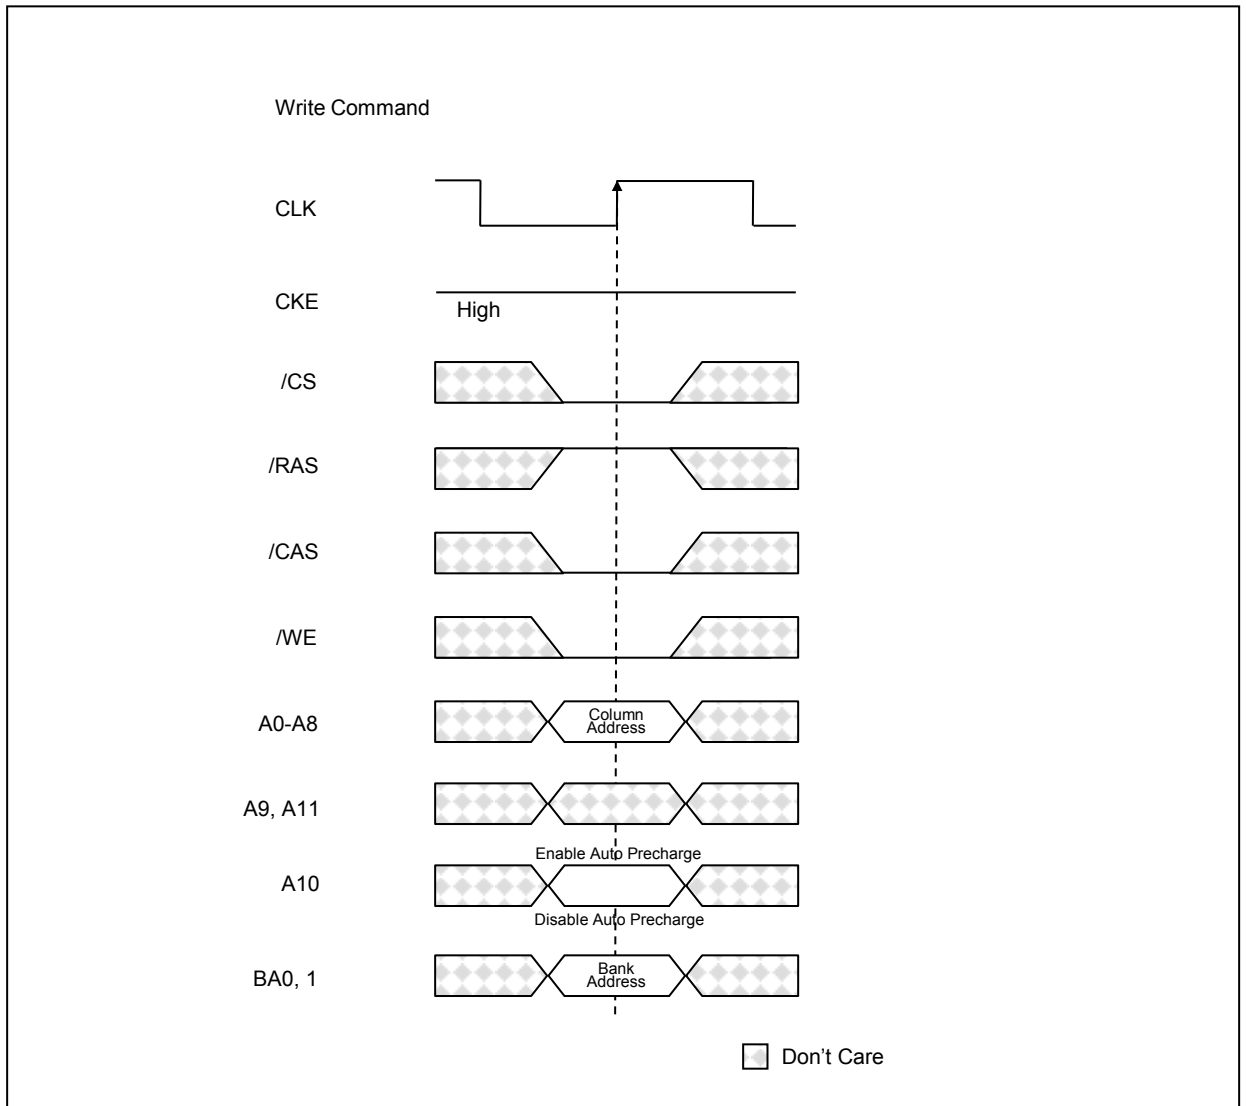 Write Command
CLK
CKE
High
/CS
/RAS
/CAS
/WE
A0-A8
Column
Address
A9, A11
Enable Auto Precharge
A10
Disable Auto Precharge
BA0, 1
Bank
Address
Don't Care